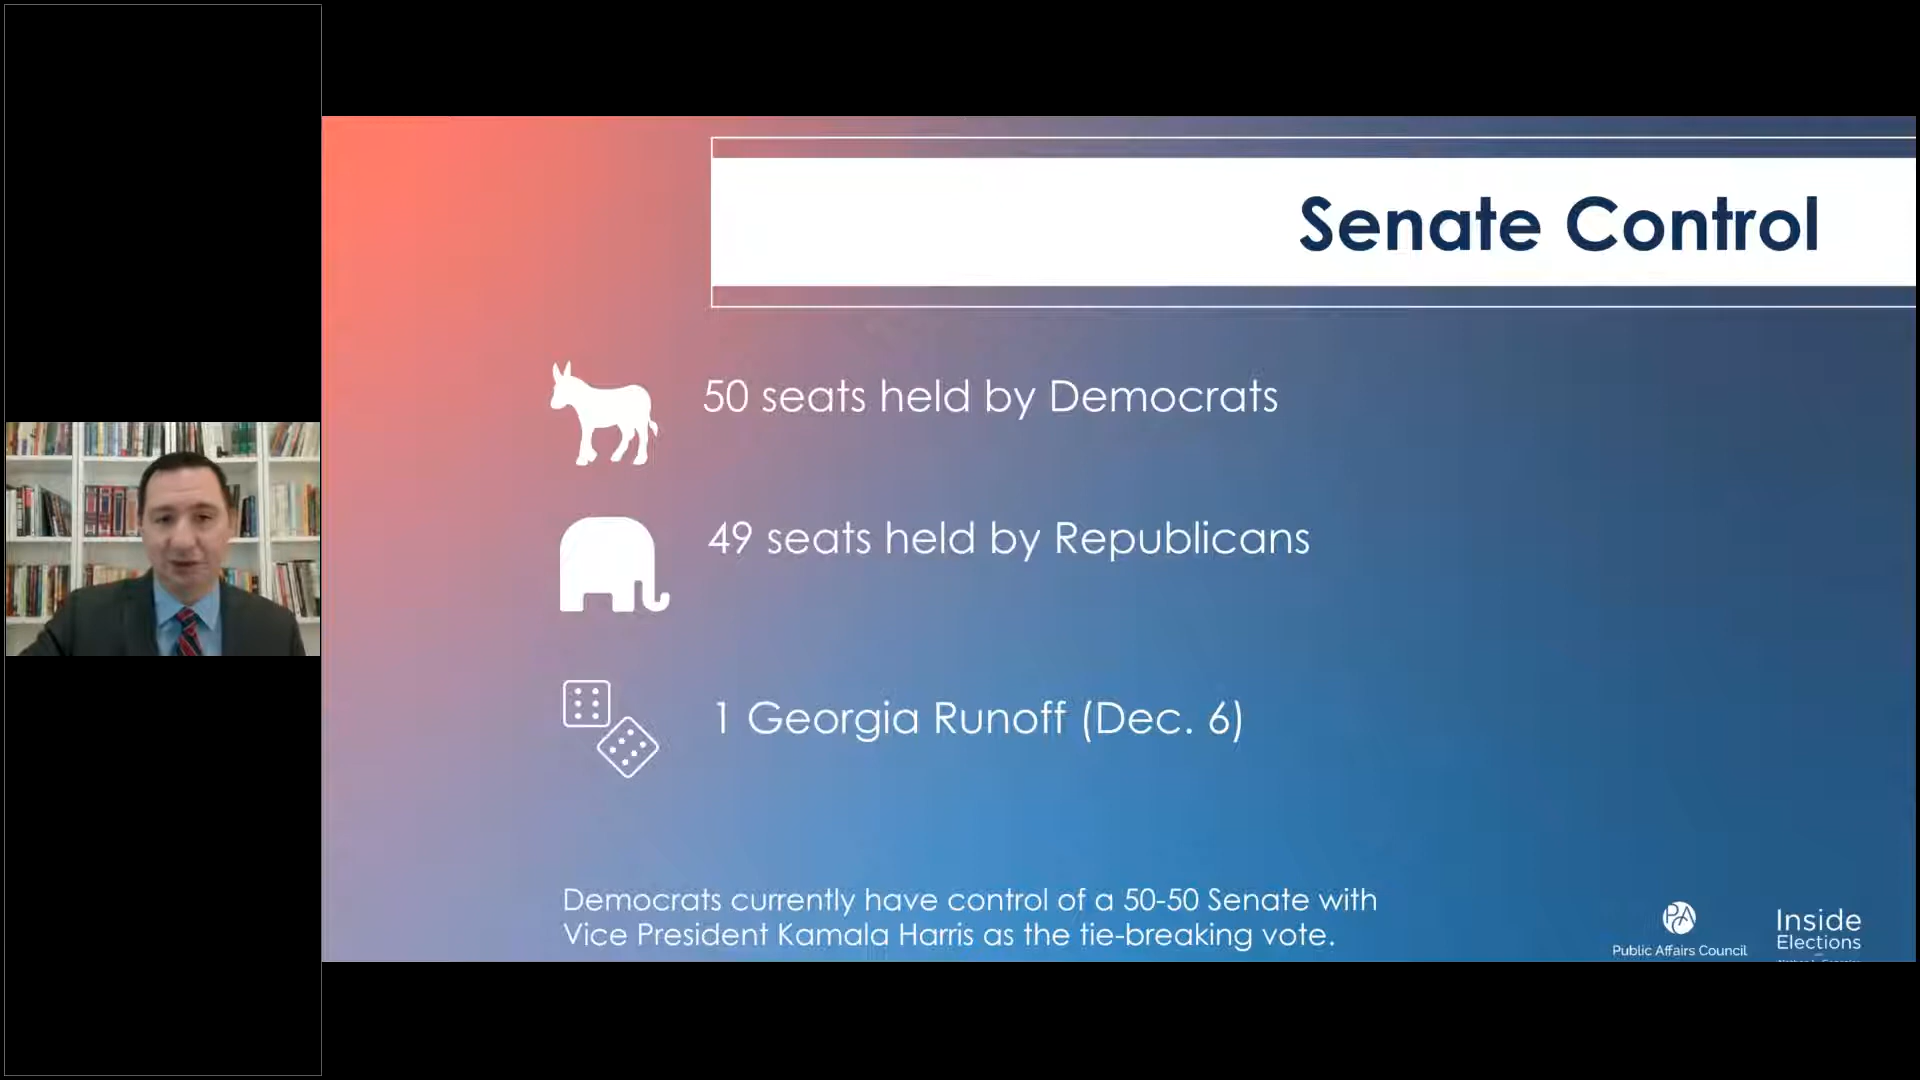 Senate Control
50 seats held by Democrats
49 seats held by Republicans
1 Georgia Runoff (Dec. 6)
Democrats currently have control of a 50-50 Senate with
Vice President Kamala Harris as the tie-breaking vote.
PAC
Public Affairs Council
Inside
Elections